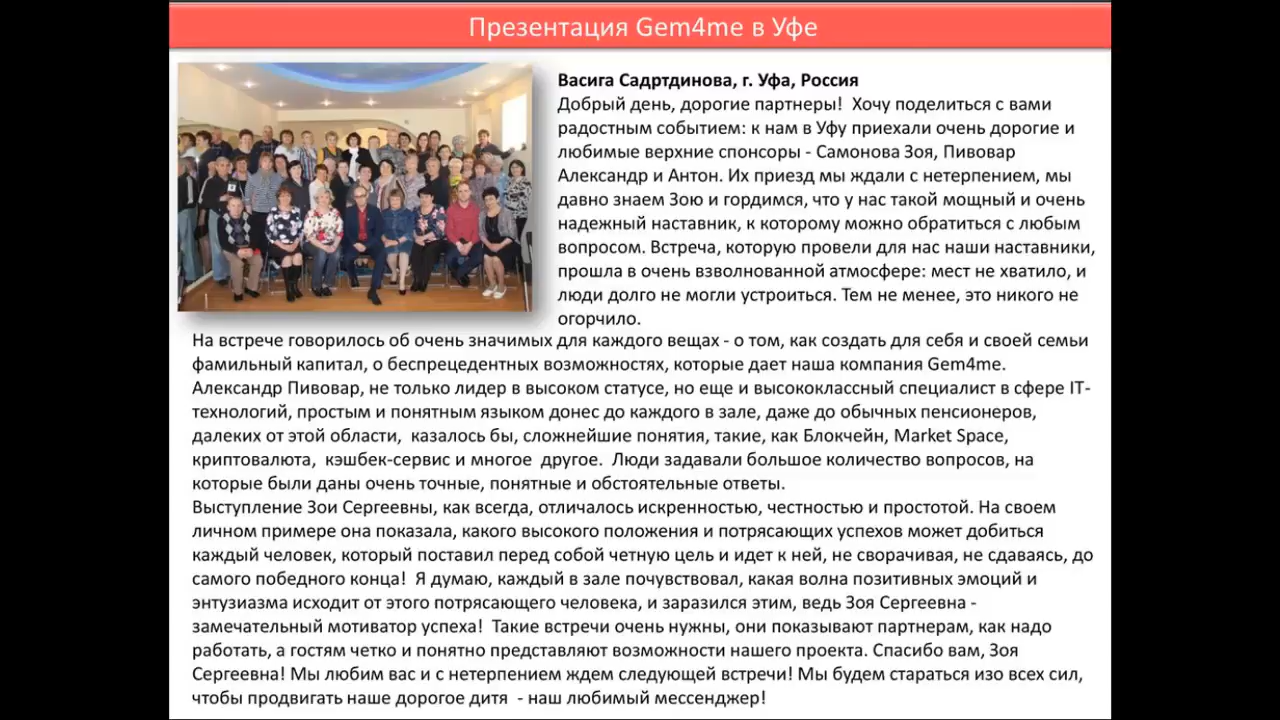 Презентация Gem4me в Уфе
Васига Садртдинова, г. Уфа, Россия
Добрый день, дорогие партнеры! Хочу поделиться с вами
радостным событием: к нам в Уфу приехали очень дорогие и
любимые верхние спонсоры - Самонова Зоя, Пивовар
Александр и Антон. Их приезд мы ждали с нетерпением, мы
давно знаем Зою и гордимся, что у нас такой мощный и очень
надежный наставник, к которому можно обратиться с любым
вопросом. Встреча, которую провели для нас наши наставники,
прошла в очень взволнованной атмосфере: мест не хватило, и
люди долго не могли устроиться. Тем не менее, это никого не
огорчило.
На встрече говорилось об очень значимых для каждого вещах - о том, как создать для себя и своей семьи
фамильный капитал, о беспрецедентных возможностях, которые дает наша компания Gem4me.
Александр Пивовар, не только лидер в высоком статусе, но еще и высококлассный специалист в сфере IT-
технологий, простым и понятным языком донес до каждого в зале, даже до обычных пенсионеров,
далеких от этой области, казалось бы, сложнейшие понятия, такие, как Блокчейн, Market Space,
криптовалюта, кэшбек-сервис и многое другое. Люди задавали большое количество вопросов, на
которые были даны очень точные, понятные и обстоятельные ответы.
Выступление Зои Сергеевны, как всегда, отличалось искренностью, честностью и простотой. На своем
личном примере она показала, какого высокого положения и потрясающих успехов может добиться
каждый человек, который поставил перед собой четную цель и идет к ней, не сворачивая, не сдаваясь, до
самого победного конца! Я думаю, каждый в зале почувствовал, какая волна позитивных эмоций и
энтузиазма исходит от этого потрясающего человека, и заразился этим, ведь Зоя Сергеевна -
замечательный мотиватор успеха! Такие встречи очень нужны, они показывают партнерам, как надо
работать, а гостям четко и понятно представляют возможности нашего проекта. Спасибо вам, Зоя
Сергеевна! Мы любим вас и с нетерпением ждем следующей встречи! Мы будем стараться изо всех сил,
чтобы продвигать наше дорогое дитя - наш любимый мессенджер!